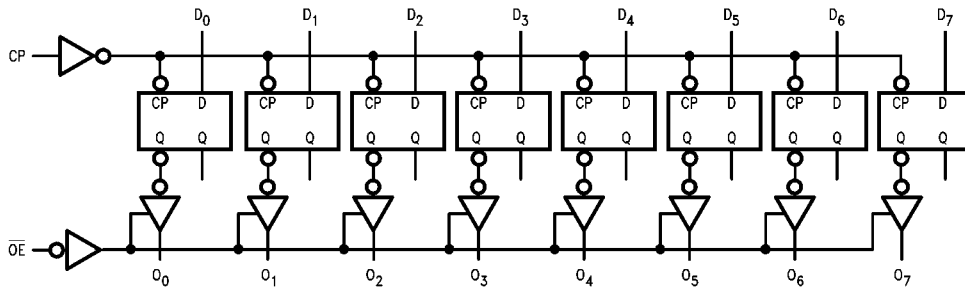 D₀ D₁ D₂ D₃ D₄ D₅ D₆ D₇
CP
CP D CP D CP D CP D CP D CP D CP D CP D
Q Q Q Q Q Q Q Q Q Q Q Q Q Q Q Q
O̅E̅
O₀ O₁ O₂ O₃ O₄ O₅ O₆ O₇